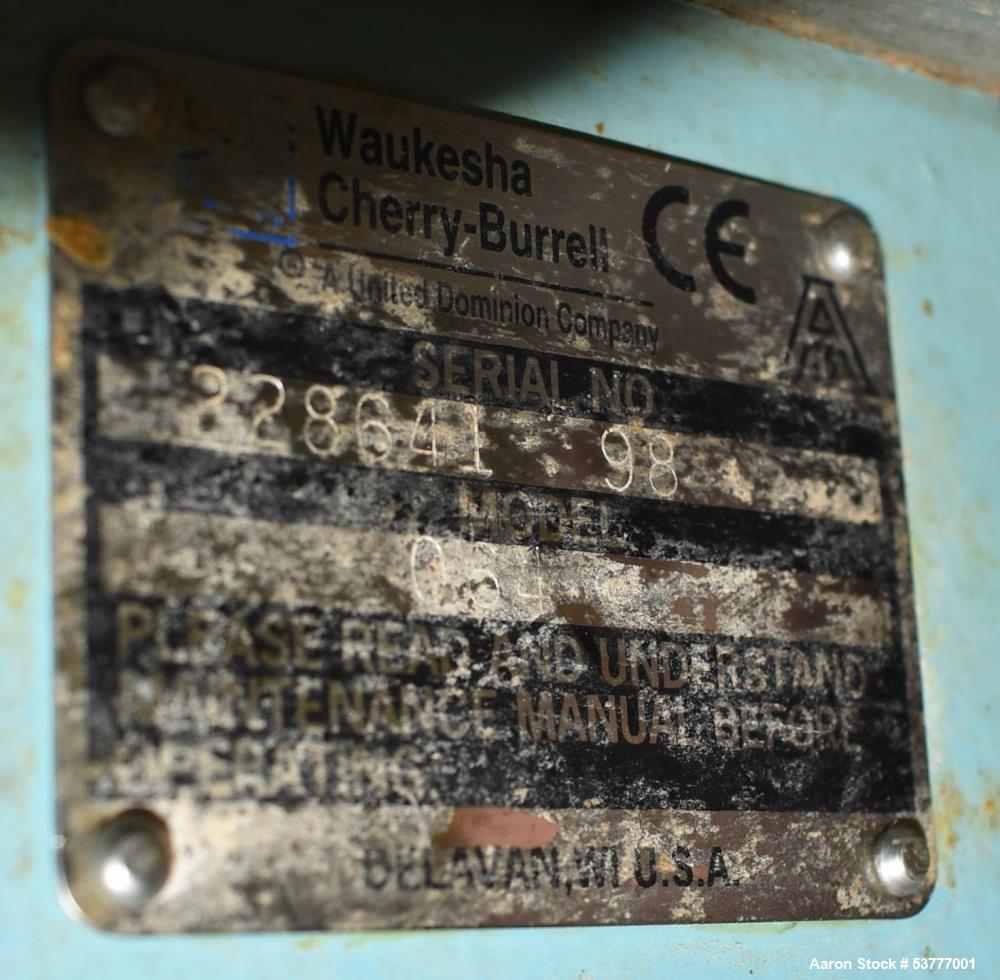 Waukesha
Cherry-Burrell
® A United Dominion Company
CE
SERIAL NO.
228641 98
MODEL
PLEASE READ AND UNDERSTAND
MAINTENANCE MANUAL BEFORE
OPERATING.
DELAVAN, WI U.S.A.
Aaron Stock # 53777001